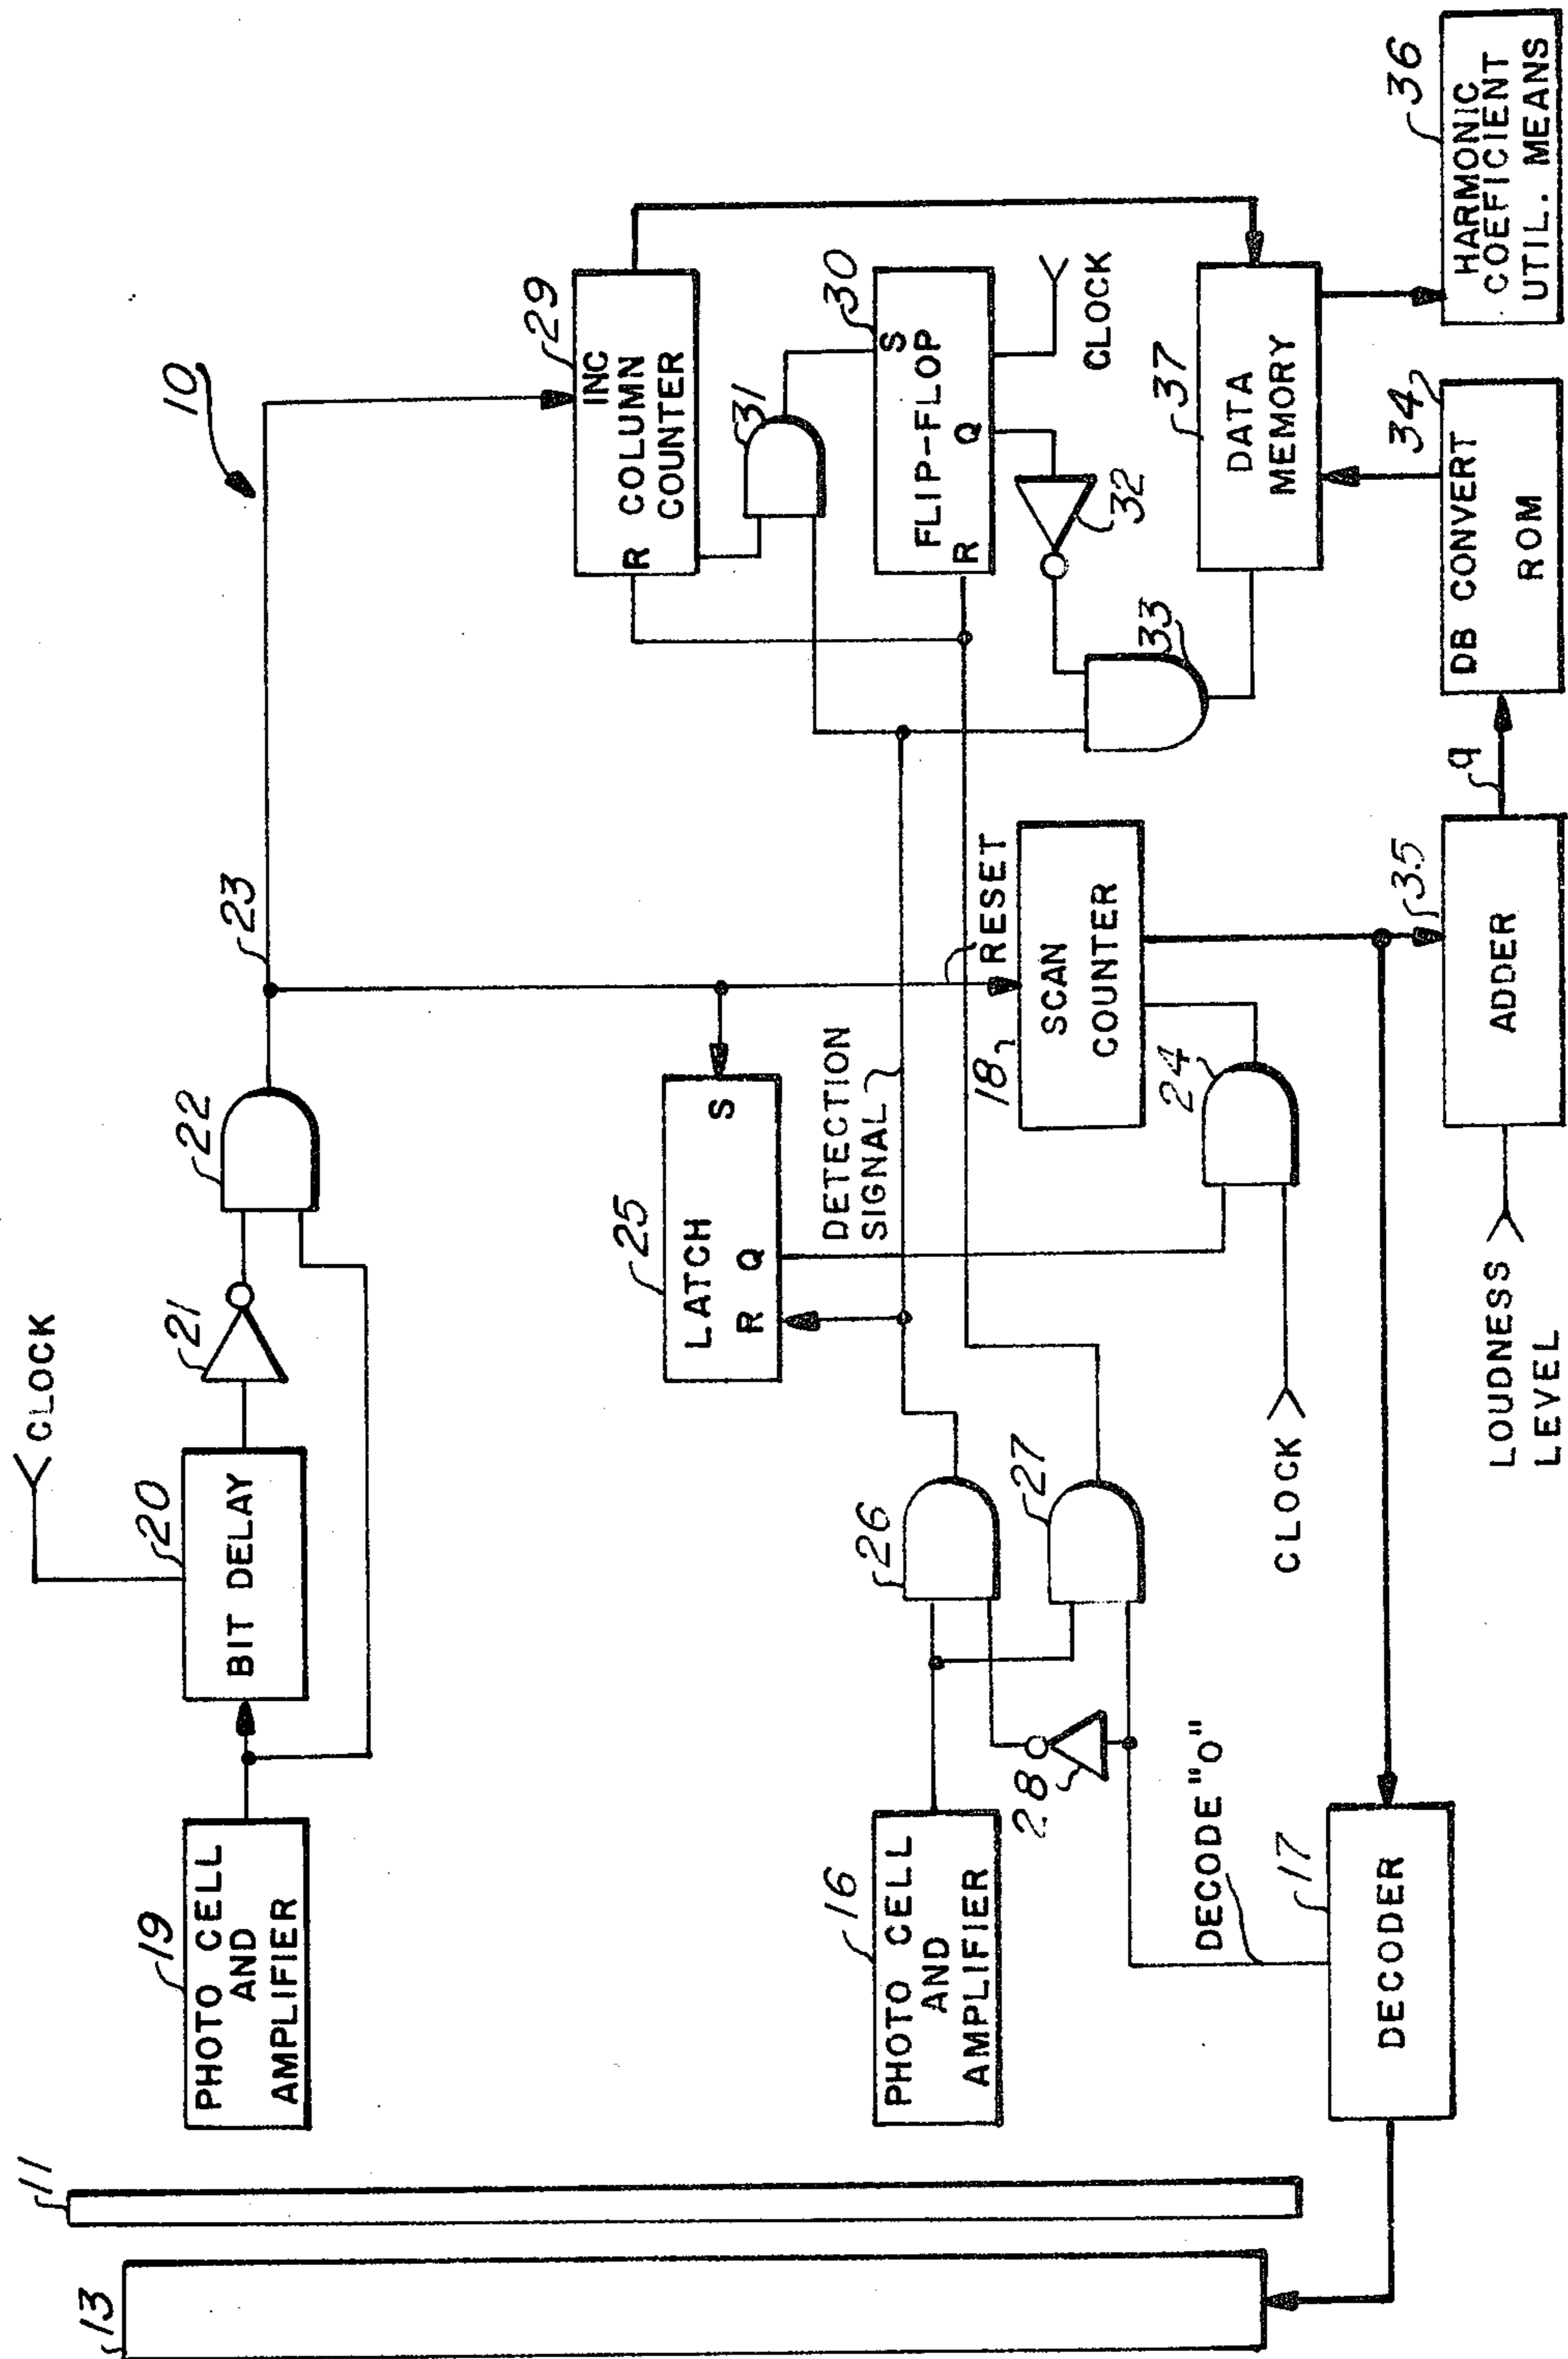 10
13
11
19
PHOTO CELL
AND
AMPLIFIER
20
BIT DELAY
CLOCK
21
22
23
16
PHOTO CELL
AND
AMPLIFIER
28
26
27
25
LATCH
R Q
S
DETECTION
SIGNAL
RESET
29
INC
COLUMN
COUNTER
R
31
30
S
FLIP-FLOP
R
Q
CLOCK
32
33
18
SCAN
COUNTER
24
CLOCK
17
DECODER
DECODE "O"
LOUDNESS
LEVEL
35
ADDER
q
34
DB CONVERT
ROM
37
DATA
MEMORY
36
HARMONIC
COEFICIENT
UTIL. MEANS